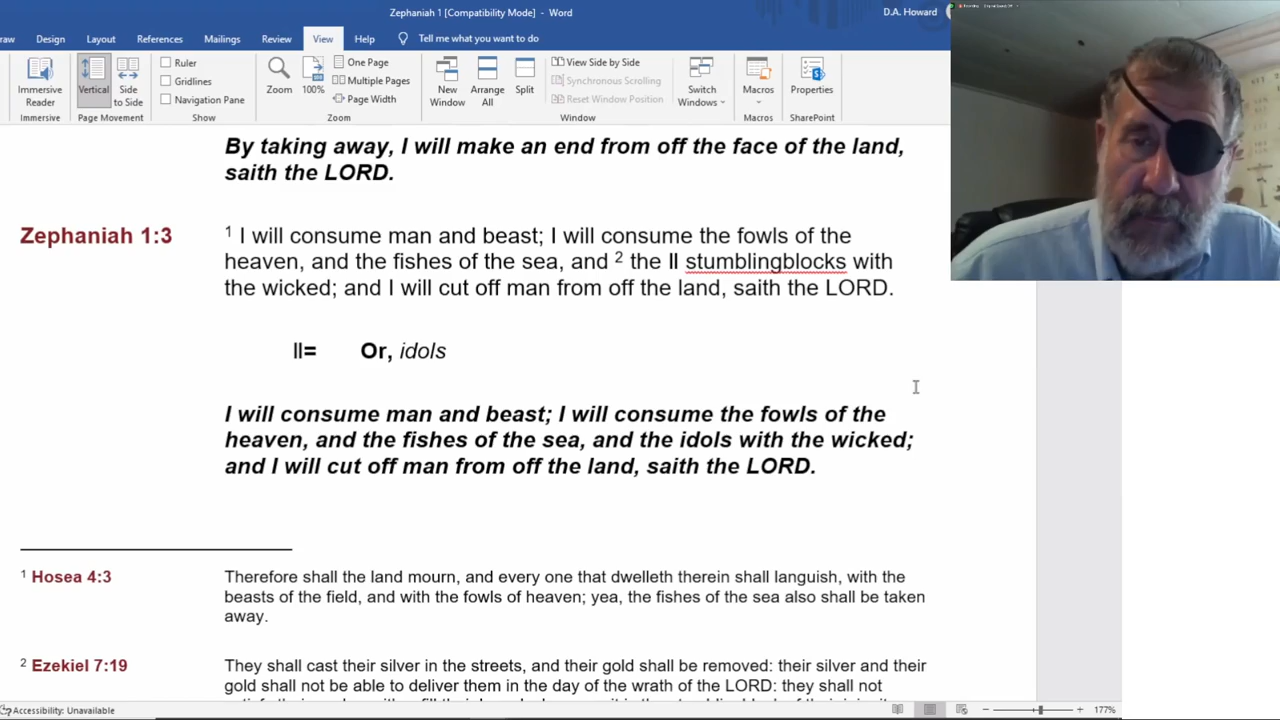 Zephaniah 1 [Compatibility Mode] - Word
D.A. Howard
raw Design Layout References Mailings Review View Help Tell me what you want to do
Immersive Reader
Vertical
Side to Side
Ruler
Gridlines
Navigation Pane
Zoom
100%
One Page
Multiple Pages
Page Width
New Window
Arrange All
Split
View Side by Side
Synchronous Scrolling
Reset Window Position
Switch Windows
Macros
Properties
Immersive Page Movement Show Zoom Window Macros SharePoint
By taking away, I will make an end from off the face of the land,
saith the LORD.
Zephaniah 1:3 1 I will consume man and beast; I will consume the fowls of the
heaven, and the fishes of the sea, and 2 the ll stumblingblocks with
the wicked; and I will cut off man from off the land, saith the LORD.
ll= Or, idols
I will consume man and beast; I will consume the fowls of the
heaven, and the fishes of the sea, and the idols with the wicked;
and I will cut off man from off the land, saith the LORD.
1 Hosea 4:3 Therefore shall the land mourn, and every one that dwelleth therein shall languish, with the
beasts of the field, and with the fowls of heaven; yea, the fishes of the sea also shall be taken
away.
2 Ezekiel 7:19 They shall cast their silver in the streets, and their gold shall be removed: their silver and their
gold shall not be able to deliver them in the day of the wrath of the LORD: they shall not
Accessibility: Unavailable
177%